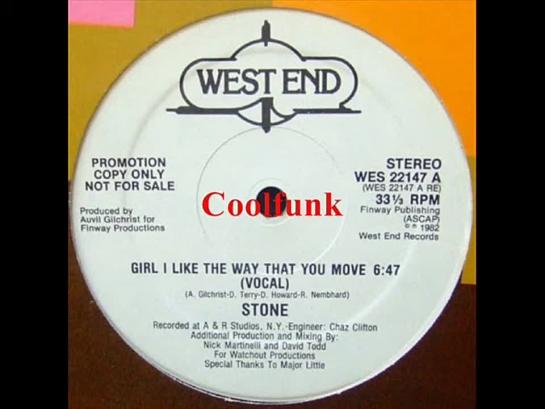 WEST END
PROMOTION
COPY ONLY
NOT FOR SALE
Produced by
Auvil Gilchrist for
Finway Productions
STEREO
WES 22147 A
(WES 22147 A RE)
33⅓ RPM
Finway Publishing
(ASCAP)
©℗ 1982
West End Records
Coolfunk
GIRL I LIKE THE WAY THAT YOU MOVE 6:47
(VOCAL)
(A. Gilchrist-D. Terry-D. Howard-R. Nembhard)
STONE
Recorded at A & R Studios, N.Y.-Engineer: Chaz Clifton
Additional Production and Mixing By:
Nick Martinelli and David Todd
For Watchout Productions
Special Thanks To Major Little